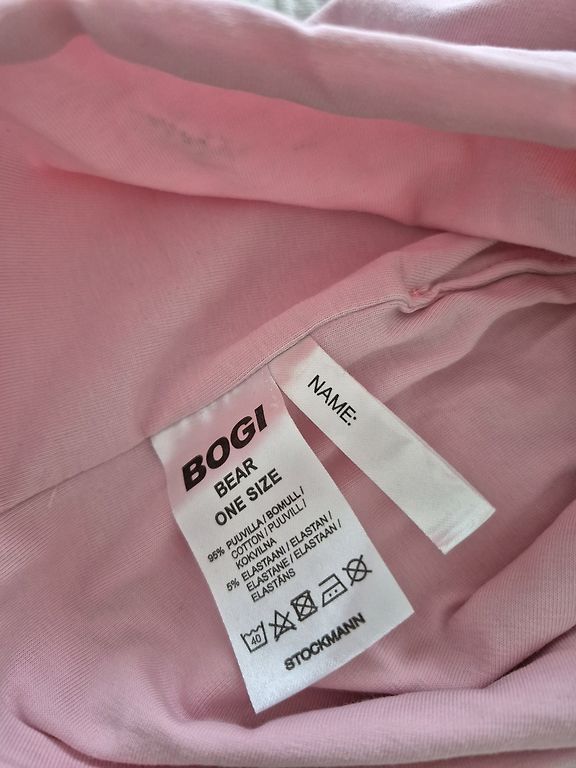 BOGI
BEAR
ONE SIZE
95% PUUVILLA / BOMULL /
COTTON / PUUVILL /
KOKVILNA
5% ELASTAANI / ELASTAN /
ELASTANE / ELASTAAN /
ELASTĀNS
40
STOCKMANN
NAME: